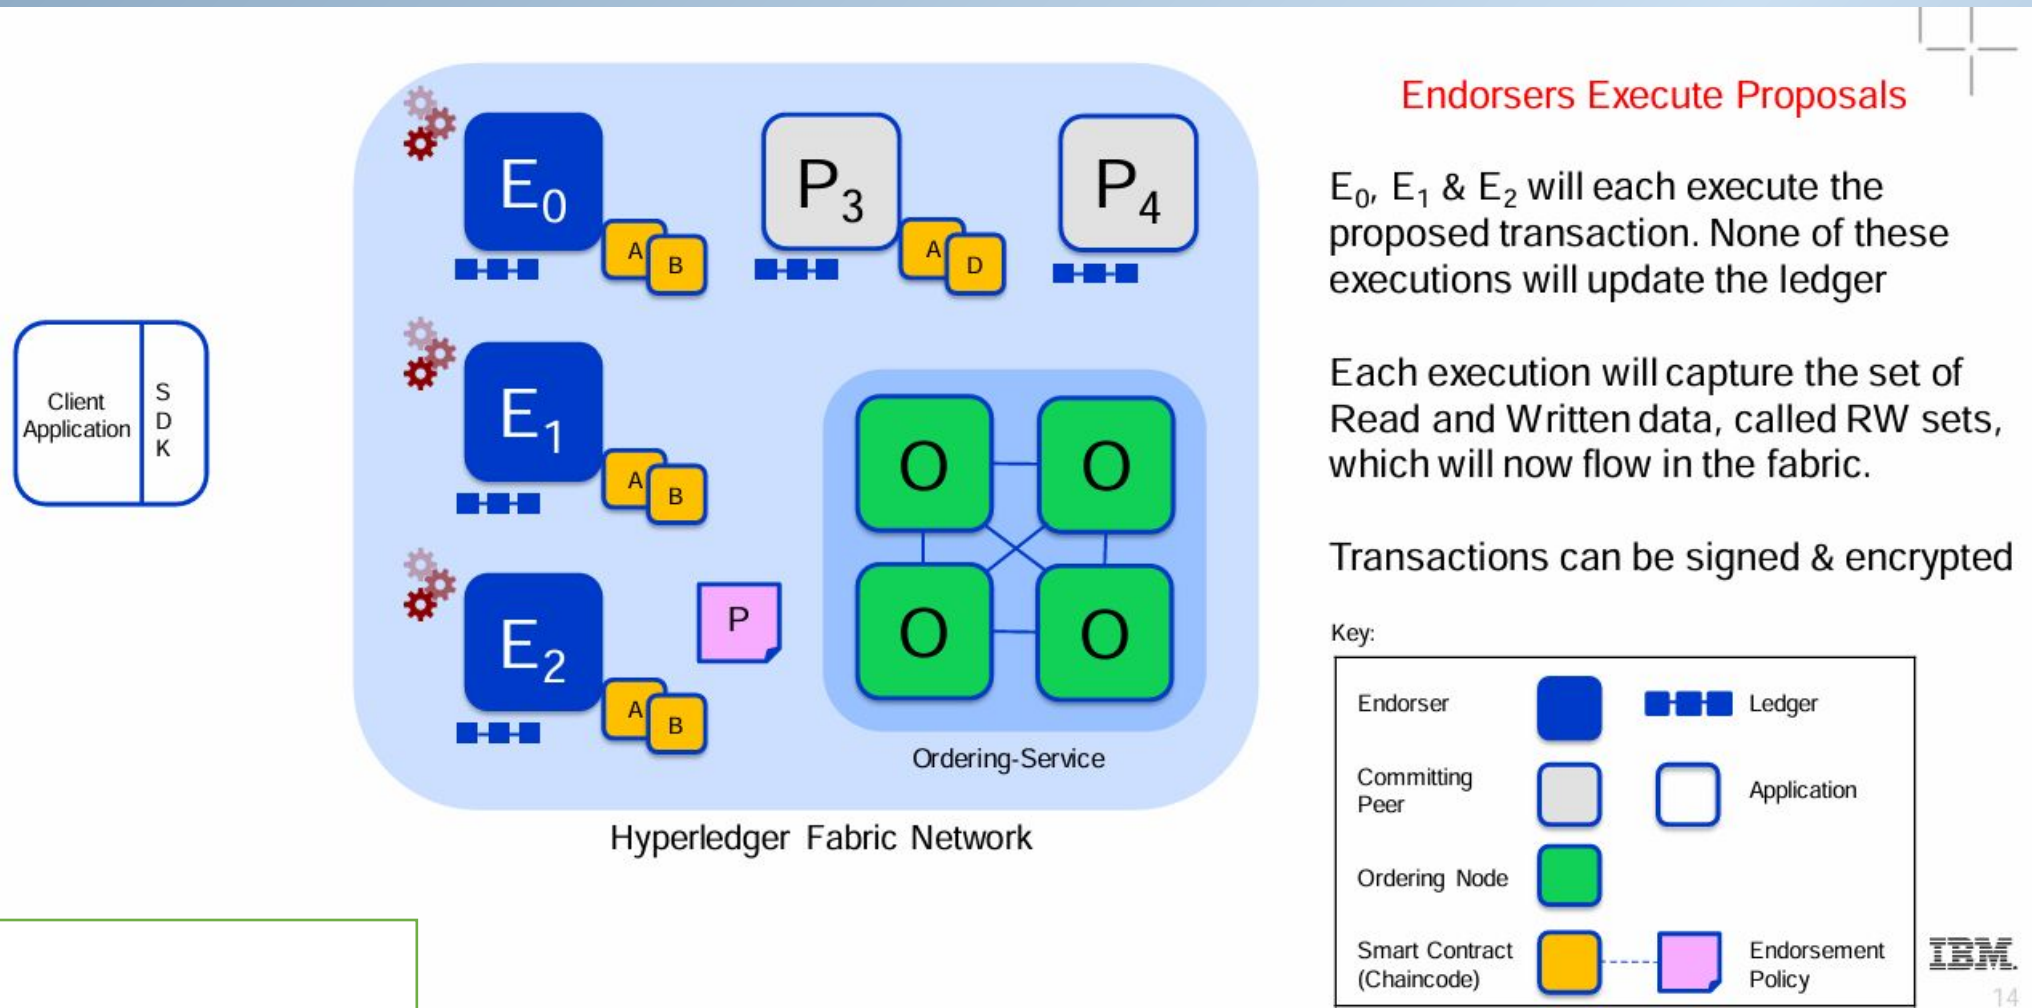 Endorsers Execute Proposals
E0, E1 & E2 will each execute the
proposed transaction. None of these
executions will update the ledger
Each execution will capture the set of
Read and Written data, called RW sets,
which will now flow in the fabric.
Transactions can be signed & encrypted
Client
Application
S
D
K
E0
A
B
P3
A
D
P4
E1
A
B
E2
A
B
P
O
O
O
O
Ordering-Service
Hyperledger Fabric Network
Key:
Endorser
Ledger
Committing
Peer
Application
Ordering Node
Smart Contract
(Chaincode)
Endorsement
Policy
IBM.
14